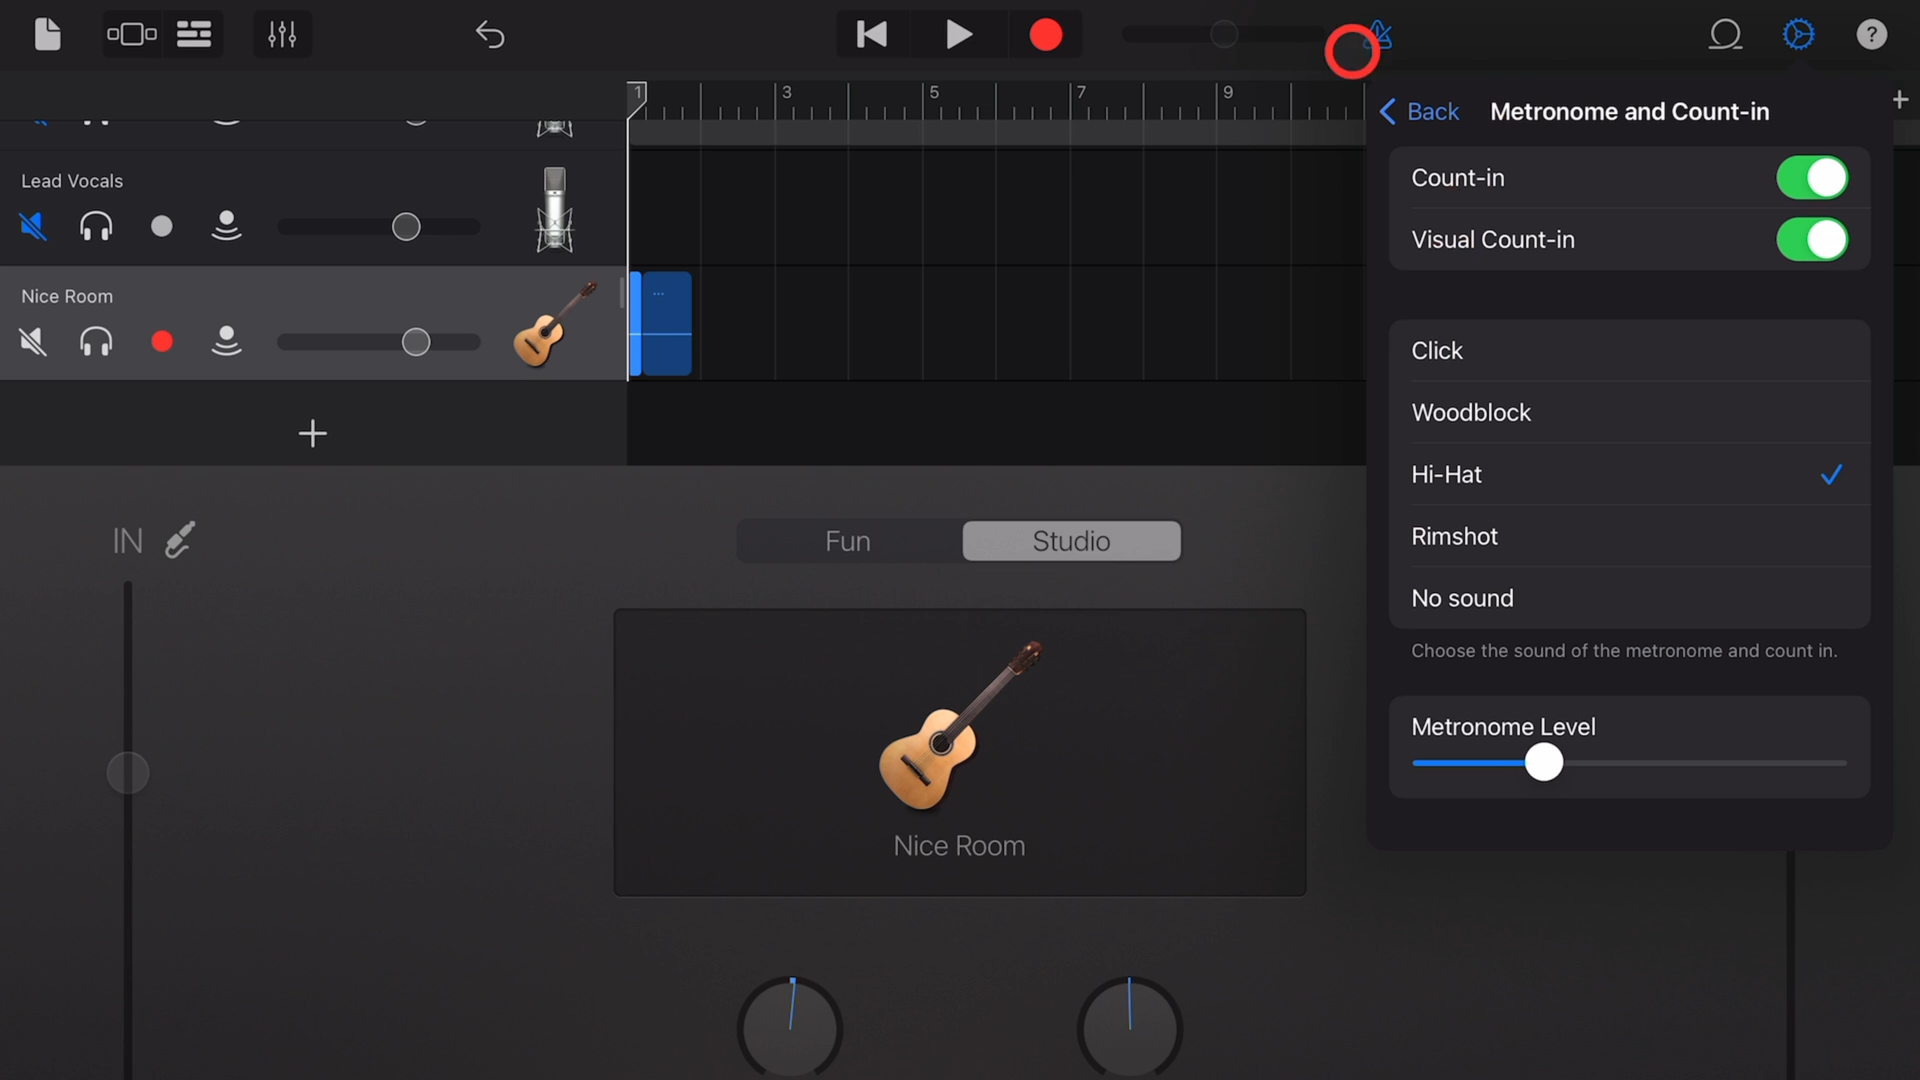 ?
1
3
5
7
9
+
Back
Metronome and Count-in
Count-in
Visual Count-in
Lead Vocals
Nice Room
...
Click
Woodblock
Hi-Hat
Rimshot
No sound
Choose the sound of the metronome and count in.
Metronome Level
+
IN
Fun
Studio
Nice Room